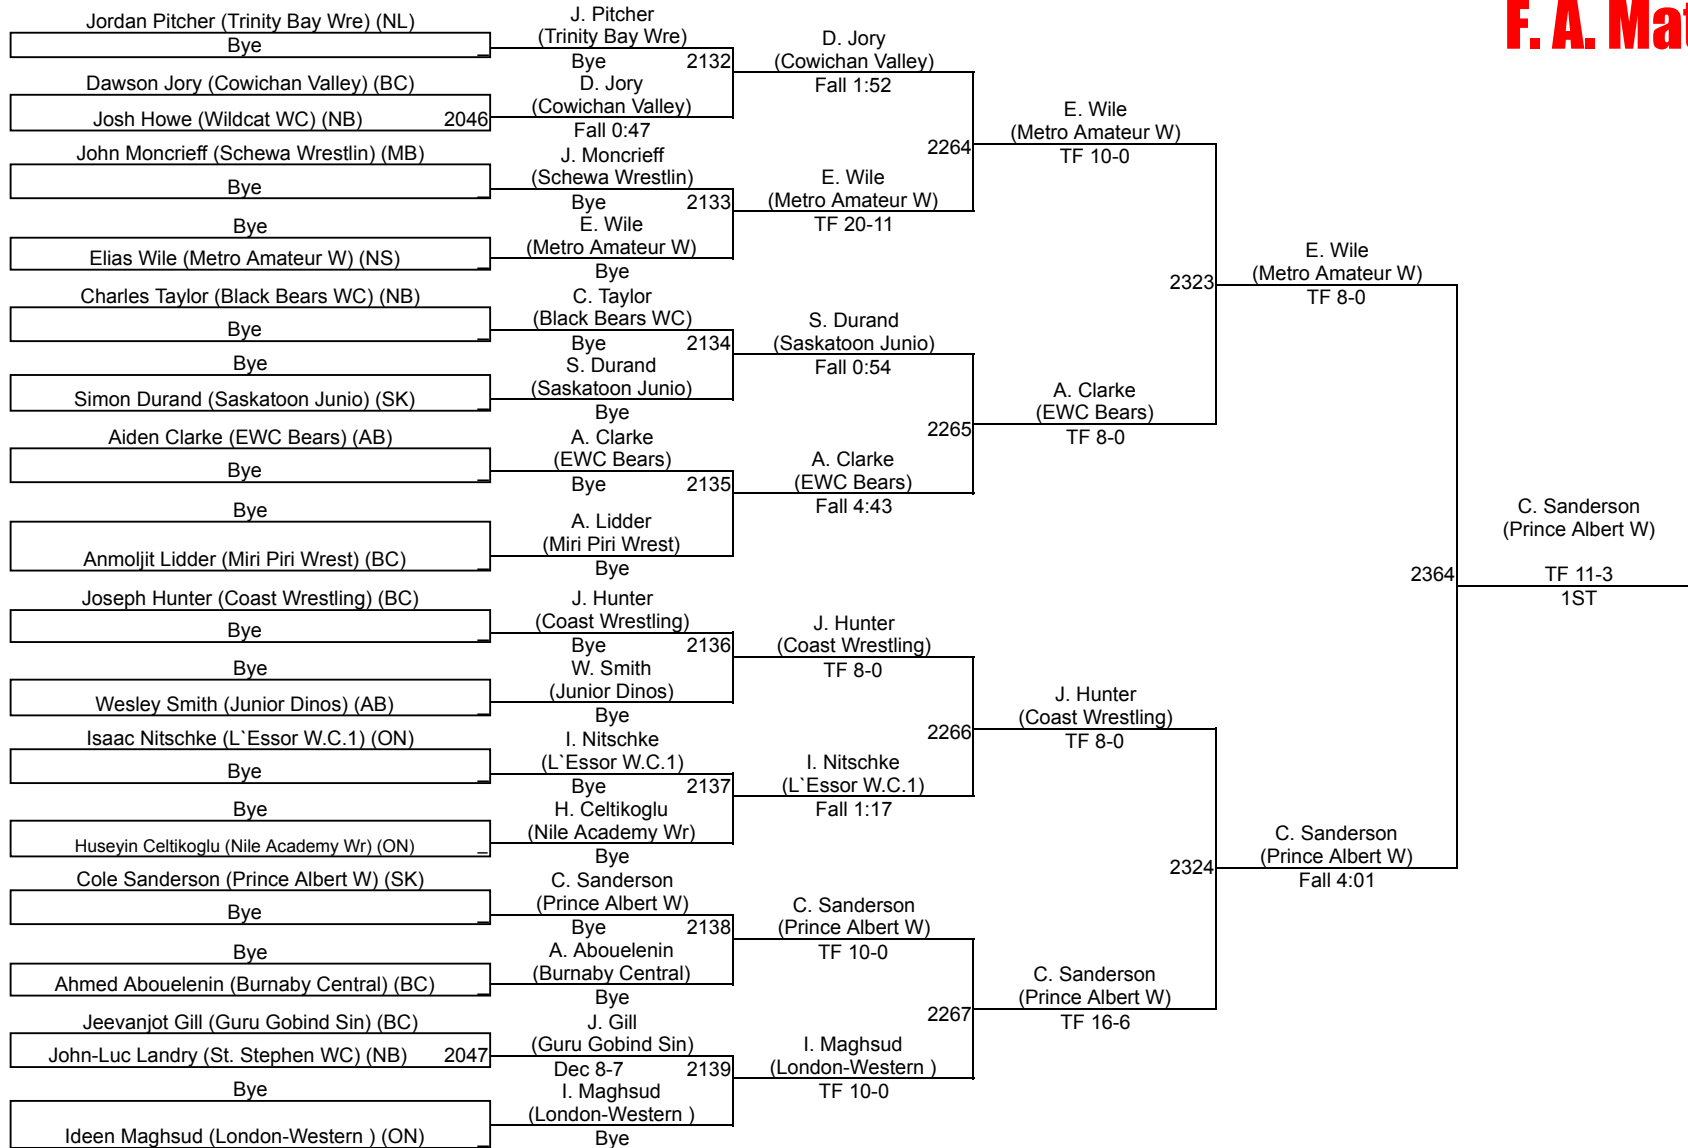 F. A. Mat
Jordan Pitcher (Trinity Bay Wre) (NL)
Bye
_
Dawson Jory (Cowichan Valley) (BC)
Josh Howe (Wildcat WC) (NB) 2046
John Moncrieff (Schewa Wrestlin) (MB)
Bye
_
Bye
Elias Wile (Metro Amateur W) (NS)
_
Charles Taylor (Black Bears WC) (NB)
Bye
_
Bye
Simon Durand (Saskatoon Junio) (SK)
_
Aiden Clarke (EWC Bears) (AB)
Bye
_
Bye
Anmoljit Lidder (Miri Piri Wrest) (BC)
_
Joseph Hunter (Coast Wrestling) (BC)
Bye
_
Bye
Wesley Smith (Junior Dinos) (AB)
_
Isaac Nitschke (L`Essor W.C.1) (ON)
Bye
_
Bye
Huseyin Celtikoglu (Nile Academy Wr) (ON)
_
Cole Sanderson (Prince Albert W) (SK)
Bye
_
Bye
Ahmed Abouelenin (Burnaby Central) (BC)
_
Jeevanjot Gill (Guru Gobind Sin) (BC)
John-Luc Landry (St. Stephen WC) (NB) 2047
Bye
Ideen Maghsud (London-Western ) (ON)
_
J. Pitcher
(Trinity Bay Wre)
Bye 2132
D. Jory
(Cowichan Valley)
Fall 0:47
J. Moncrieff
(Schewa Wrestlin)
Bye 2133
E. Wile
(Metro Amateur W)
Bye
C. Taylor
(Black Bears WC)
Bye 2134
S. Durand
(Saskatoon Junio)
Bye
A. Clarke
(EWC Bears)
Bye 2135
A. Lidder
(Miri Piri Wrest)
Bye
J. Hunter
(Coast Wrestling)
Bye 2136
W. Smith
(Junior Dinos)
Bye
I. Nitschke
(L`Essor W.C.1)
Bye 2137
H. Celtikoglu
(Nile Academy Wr)
Bye
C. Sanderson
(Prince Albert W)
Bye 2138
A. Abouelenin
(Burnaby Central)
Bye
J. Gill
(Guru Gobind Sin)
Dec 8-7 2139
I. Maghsud
(London-Western )
Bye
D. Jory
(Cowichan Valley)
Fall 1:52
2264
E. Wile
(Metro Amateur W)
TF 20-11
S. Durand
(Saskatoon Junio)
Fall 0:54
2265
A. Clarke
(EWC Bears)
Fall 4:43
J. Hunter
(Coast Wrestling)
TF 8-0
2266
I. Nitschke
(L`Essor W.C.1)
Fall 1:17
C. Sanderson
(Prince Albert W)
TF 10-0
2267
I. Maghsud
(London-Western )
TF 10-0
E. Wile
(Metro Amateur W)
TF 10-0
2323
A. Clarke
(EWC Bears)
TF 8-0
J. Hunter
(Coast Wrestling)
TF 8-0
2324
C. Sanderson
(Prince Albert W)
TF 16-6
E. Wile
(Metro Amateur W)
TF 8-0
2364
C. Sanderson
(Prince Albert W)
Fall 4:01
C. Sanderson
(Prince Albert W)
TF 11-3
1ST